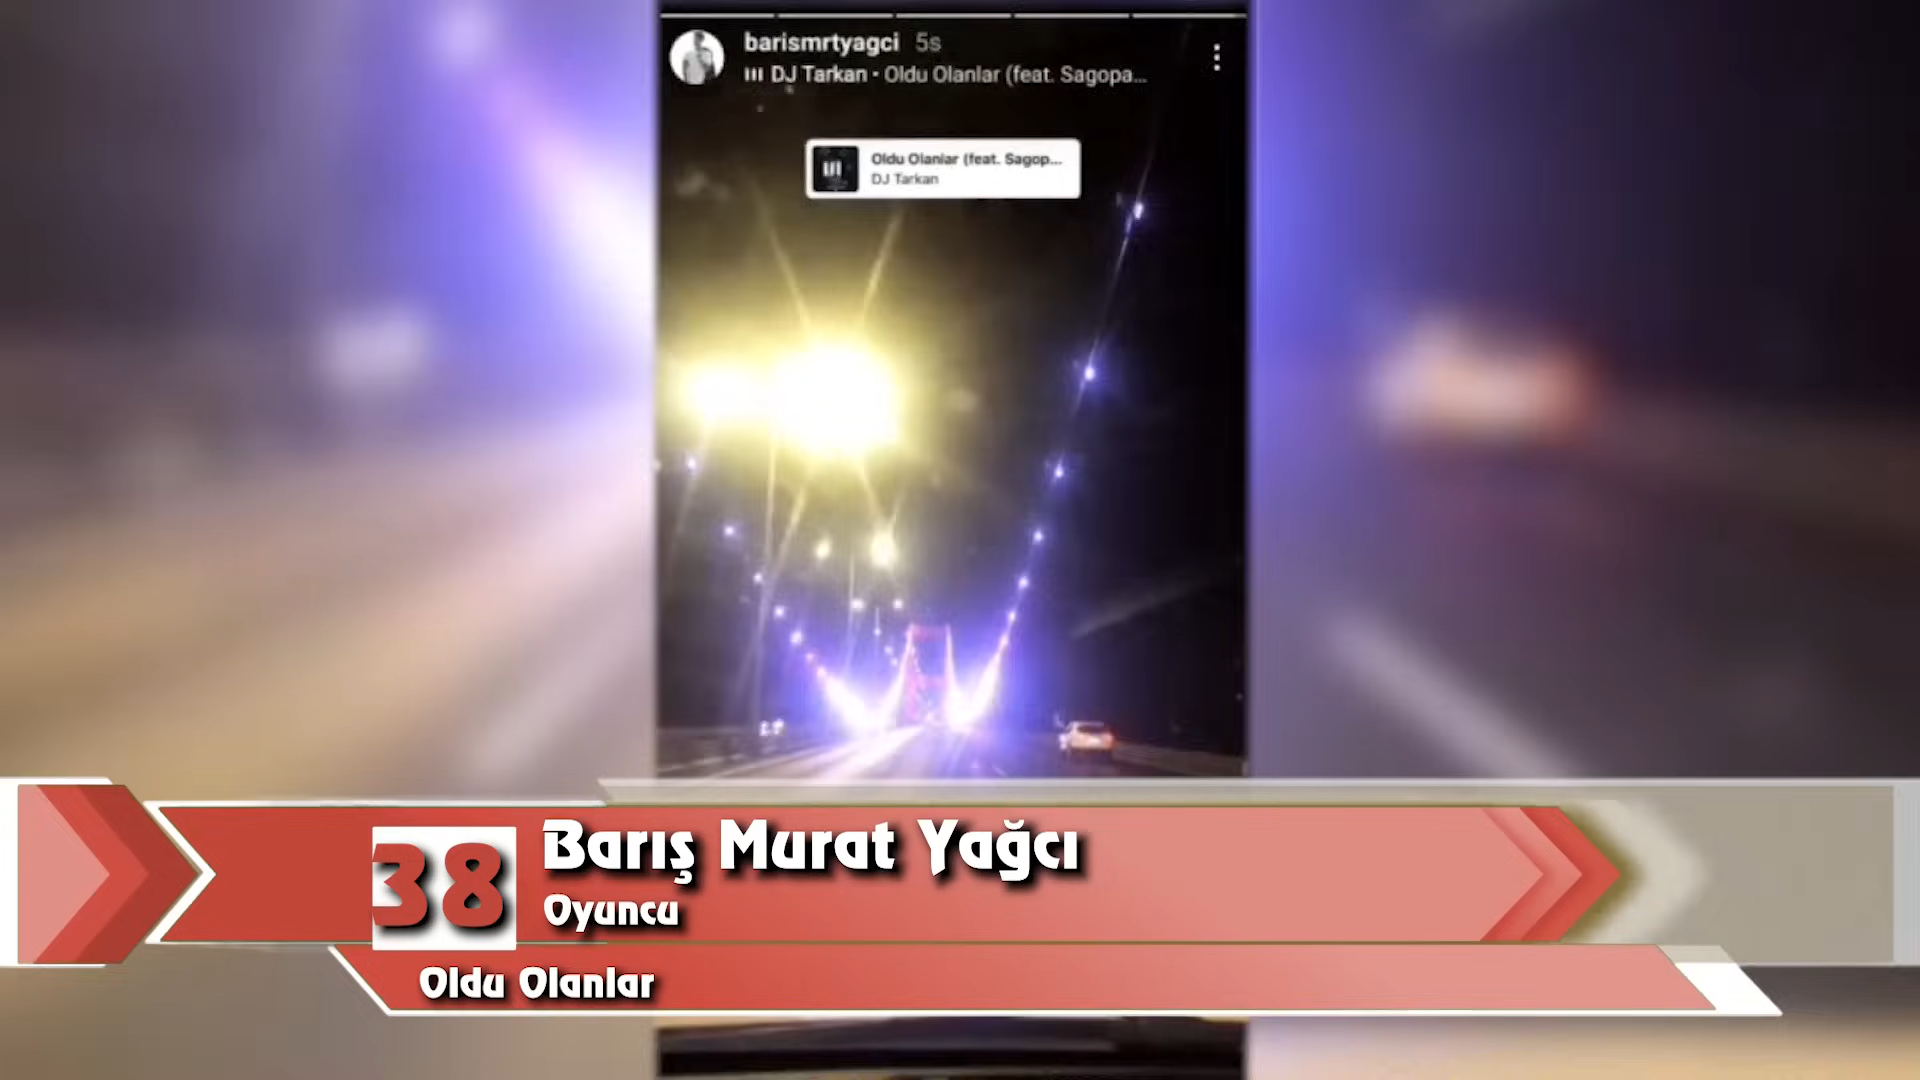 barismrtyagci 5s
DJ Tarkan • Oldu Olanlar (feat. Sagopa...
Oldu Olanlar (feat. Sagop...
DJ Tarkan
38
Barış Murat Yağcı
Oyuncu
Oldu Olanlar